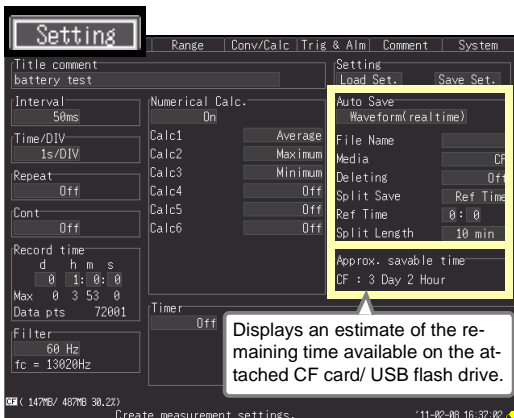 Setting
Range Conv/Calc Trig & Alm Comment System
Title comment
battery test
Setting
Load Set. Save Set.
Interval
50ms
Time/DIV
1s/DIV
Repeat
Off
Cont
Off
Record time
d h m s
0 1: 0: 0
Max 0 3 53 0
Data pts 72001
Filter
60 Hz
fc = 13020Hz
Numerical Calc.
On
Calc1 Average
Calc2 Maximum
Calc3 Minimum
Calc4 Off
Calc5 Off
Calc6 Off
Timer
Off
Auto Save
Waveform(realtime)
File Name
Media CF
Deleting Off
Split Save Ref Time
Ref Time 0: 0
Split Length 10 min
Approx. savable time
CF : 3 Day 2 Hour
Displays an estimate of the re-
maining time available on the at-
tached CF card/ USB flash drive.
CF ( 147MB/ 487MB 30.2%)
Create measurement settings.
'11-02-08 16:37:02